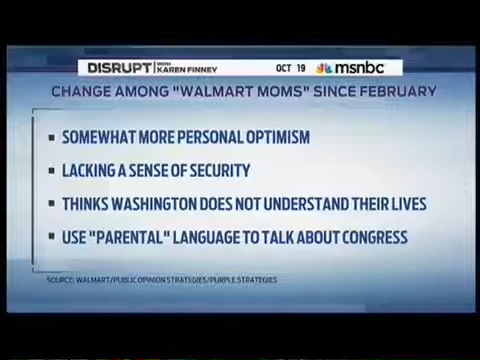 DISRUPT WITH KAREN FINNEY OCT 19 msnbc
CHANGE AMONG "WALMART MOMS" SINCE FEBRUARY
SOMEWHAT MORE PERSONAL OPTIMISM
LACKING A SENSE OF SECURITY
THINKS WASHINGTON DOES NOT UNDERSTAND THEIR LIVES
USE "PARENTAL" LANGUAGE TO TALK ABOUT CONGRESS
SOURCE: WALMART/PUBLIC OPINION STRATEGIES/PURPLE STRATEGIES